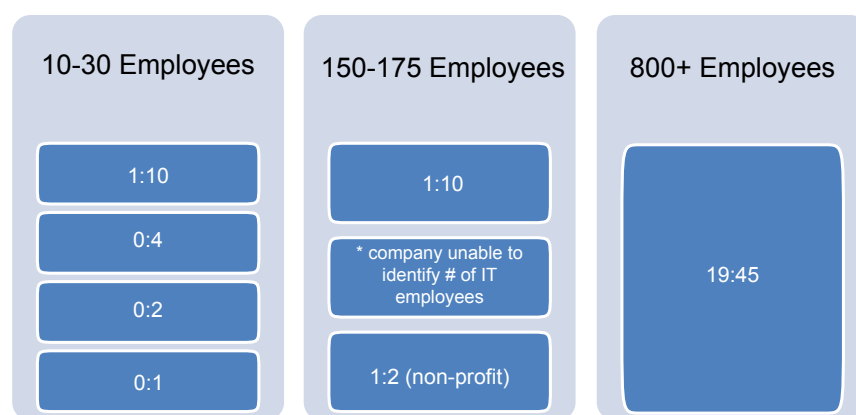 10-30 Employees
1:10
0:4
0:2
0:1
150-175 Employees
1:10
* company unable to
identify # of IT
employees
1:2 (non-profit)
800+ Employees
19:45